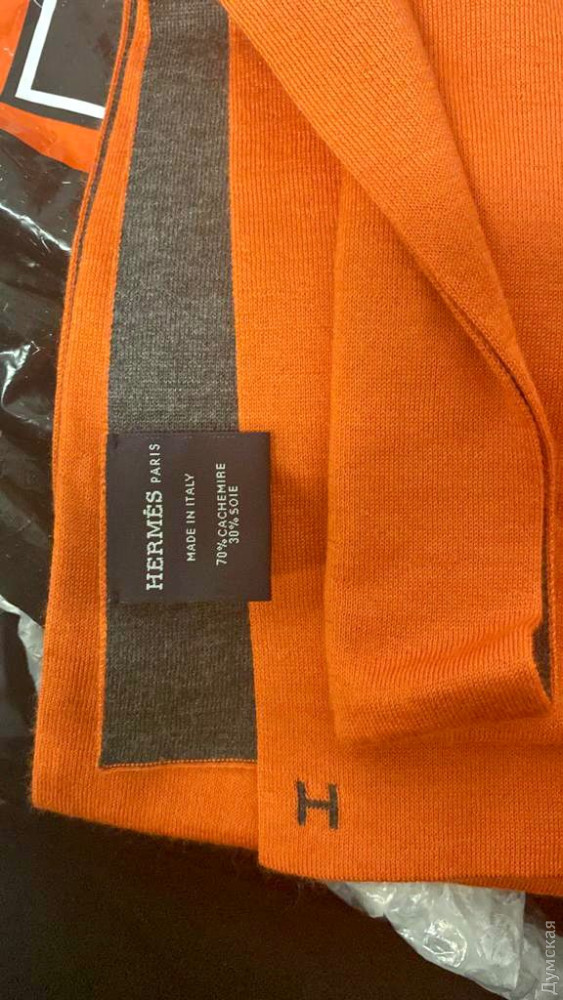 HERMÈS PARIS
MADE IN ITALY
70% CACHEMIRE
30% SOIE
H
Думская